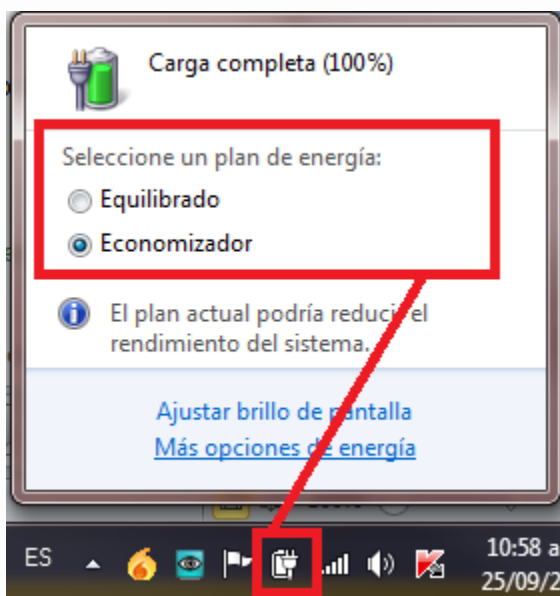 Carga completa (100%)
Seleccione un plan de energía:
Equilibrado
Economizador
El plan actual podría reducir el
rendimiento del sistema.
Ajustar brillo de pantalla
Más opciones de energía
ES
10:58 a
25/09/2